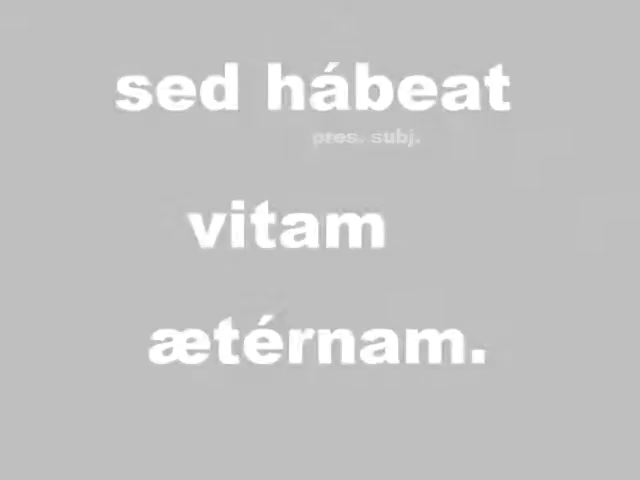 sed hábeat
pres. subj.
vitam
ætérnam.